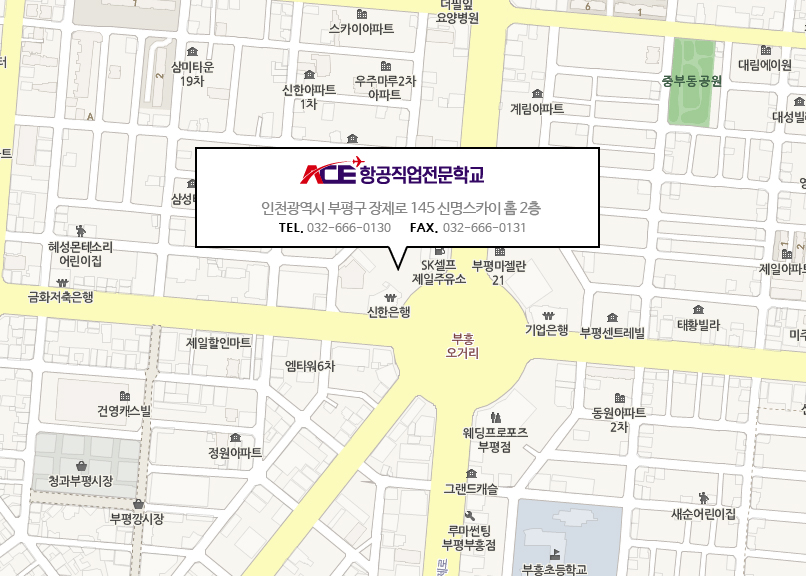 더필잎
요양병원
스카이아파트
6
1
7
삼미타운
19차
2
신한아파트
1차
우주마루2차
아파트
계림아파트
중부동공원
대림에이원
대성빌
ACE 항공직업전문학교
인천광역시 부평구 장제로 145 신명스카이 홈 2층
TEL. 032-666-0130 FAX. 032-666-0131
혜성몬테소리
어린이집
SK셀프
제일주유소
부평미젤란
21
1
2
제일아파트
금화저축은행
신한은행
기업은행
부평센트레빌
태황빌라
미주
제일할인마트
부흥
오거리
엠티워6차
건영캐스빌
동원아파트
2차
웨딩프로포즈
부평점
정원아파트
청과부평시장
그랜드캐슬
부평깡시장
새순어린이집
루마썬팅
부평부흥점
부흥초등학교